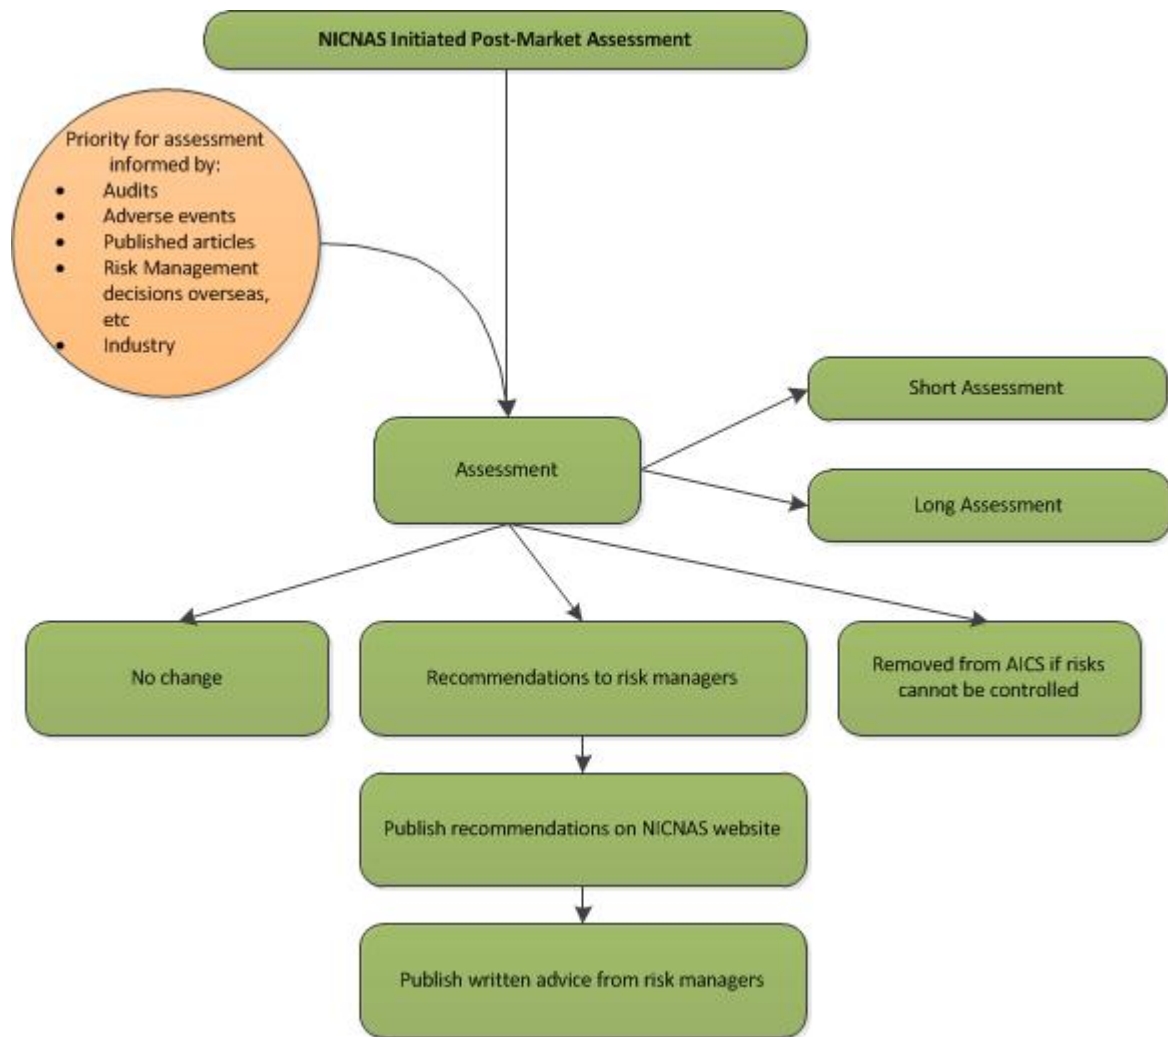 NICNAS Initiated Post-Market Assessment
Priority for assessment
informed by:
• Audits
• Adverse events
• Published articles
• Risk Management
decisions overseas,
etc
• Industry
Short Assessment
Assessment
Long Assessment
No change
Recommendations to risk managers
Removed from AICS if risks
cannot be controlled
Publish recommendations on NICNAS website
Publish written advice from risk managers